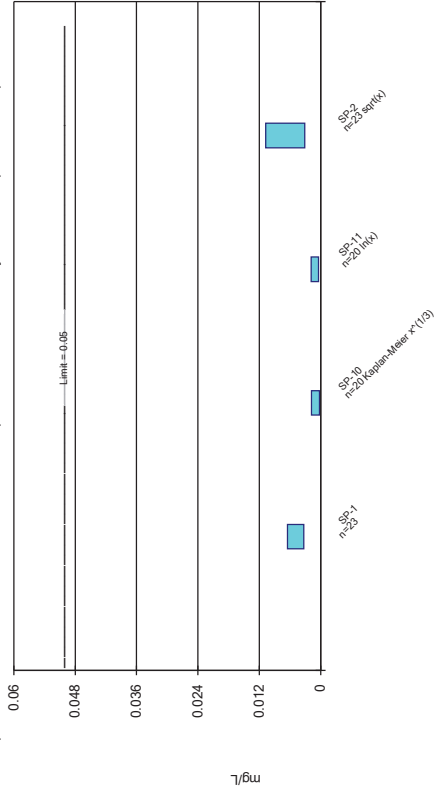 0.06
0.048
0.036
0.024
0.012
0
mg/L
Limit = 0.05
SP-1
n=23
SP-10
n=20 Kaplan-Meier x^(1/3)
SP-11
n=20 ln(x)
SP-2
n=23 sqrt(x)